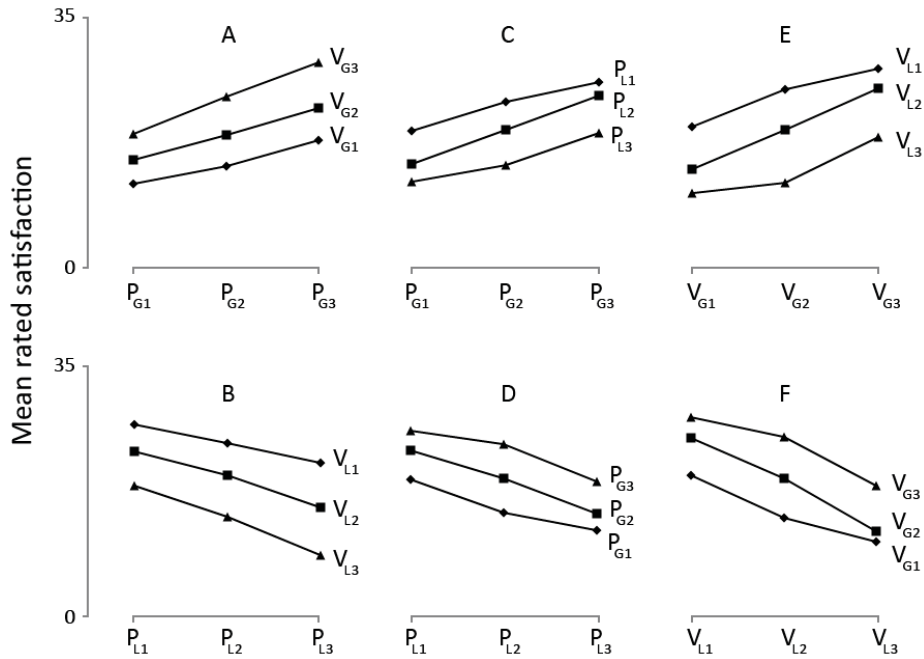 Mean rated satisfaction
35
0
A
V_G3
V_G2
V_G1
P_G1 P_G2 P_G3
C
P_L1
P_L2
P_L3
P_G1 P_G2 P_G3
E
V_L1
V_L2
V_L3
V_G1 V_G2 V_G3
35
0
B
V_L1
V_L2
V_L3
P_L1 P_L2 P_L3
D
P_G3
P_G2
P_G1
P_L1 P_L2 P_L3
F
V_G3
V_G2
V_G1
V_L1 V_L2 V_L3